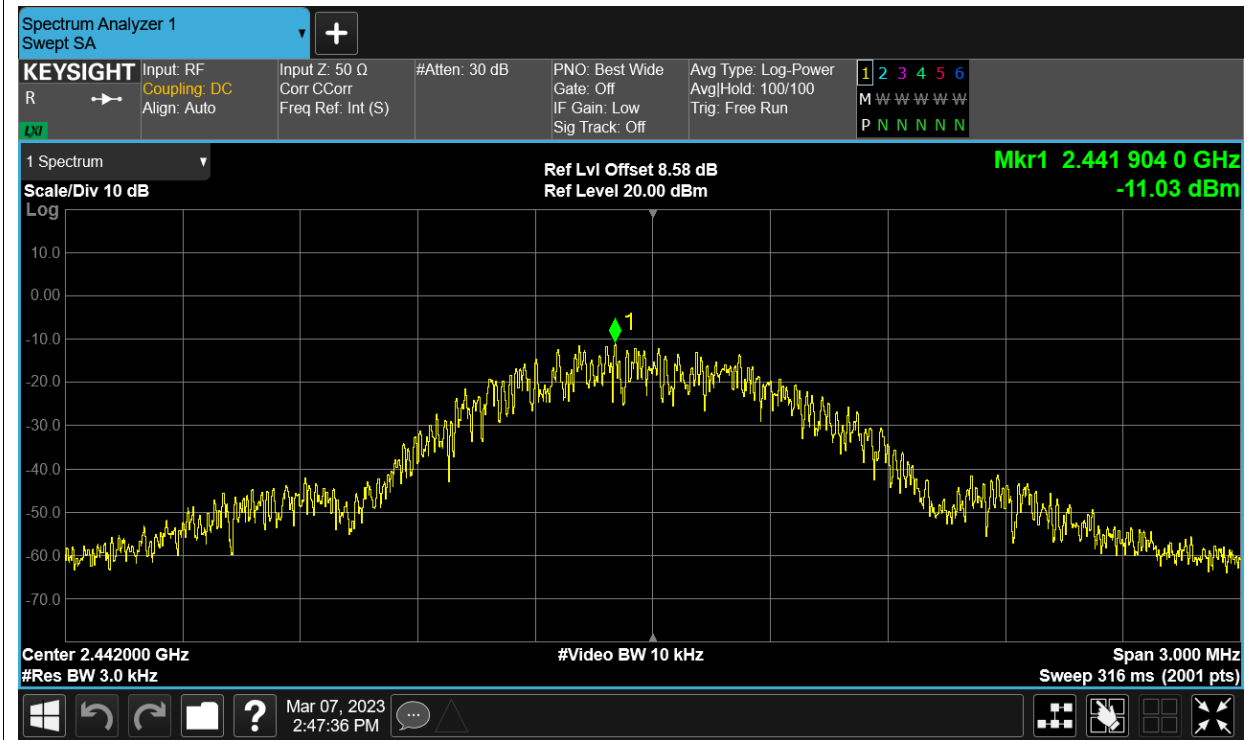 Spectrum Analyzer 1
Swept SA
+
KEYSIGHT
R
LXI
Input: RF
Coupling: DC
Align: Auto
Input Z: 50 Ω
Corr CCorr
Freq Ref: Int (S)
#Atten: 30 dB
PNO: Best Wide
Gate: Off
IF Gain: Low
Sig Track: Off
Avg Type: Log-Power
Avg|Hold: 100/100
Trig: Free Run
1 2 3 4 5 6
M W W W W W
P N N N N N
1 Spectrum
Scale/Div 10 dB
Log
Ref Lvl Offset 8.58 dB
Ref Level 20.00 dBm
Mkr1 2.441 904 0 GHz
-11.03 dBm
10.0
0.00
1
-10.0
-20.0
-30.0
-40.0
-50.0
-60.0
-70.0
Center 2.442000 GHz
#Res BW 3.0 kHz
#Video BW 10 kHz
Span 3.000 MHz
Sweep 316 ms (2001 pts)
?
Mar 07, 2023
2:47:36 PM